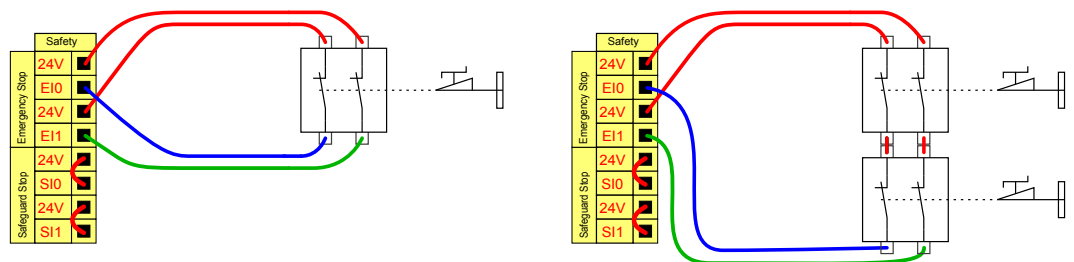 Safety
Emergency Stop
24V
EI0
24V
EI1
Safeguard Stop
24V
SI0
24V
SI1
Safety
Emergency Stop
24V
EI0
24V
EI1
Safeguard Stop
24V
SI0
24V
SI1